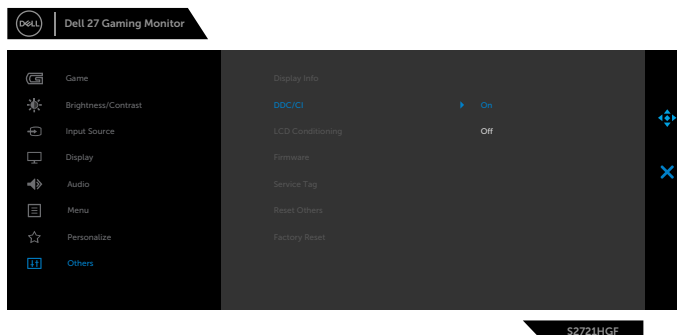 DELL
Dell 27 Gaming Monitor
Game
Display Info
Brightness/Contrast
DDC/CI
On
Input Source
LCD Conditioning
Off
Display
Firmware
Audio
Service Tag
Menu
Reset Others
Personalize
Factory Reset
Others
S2721HGF